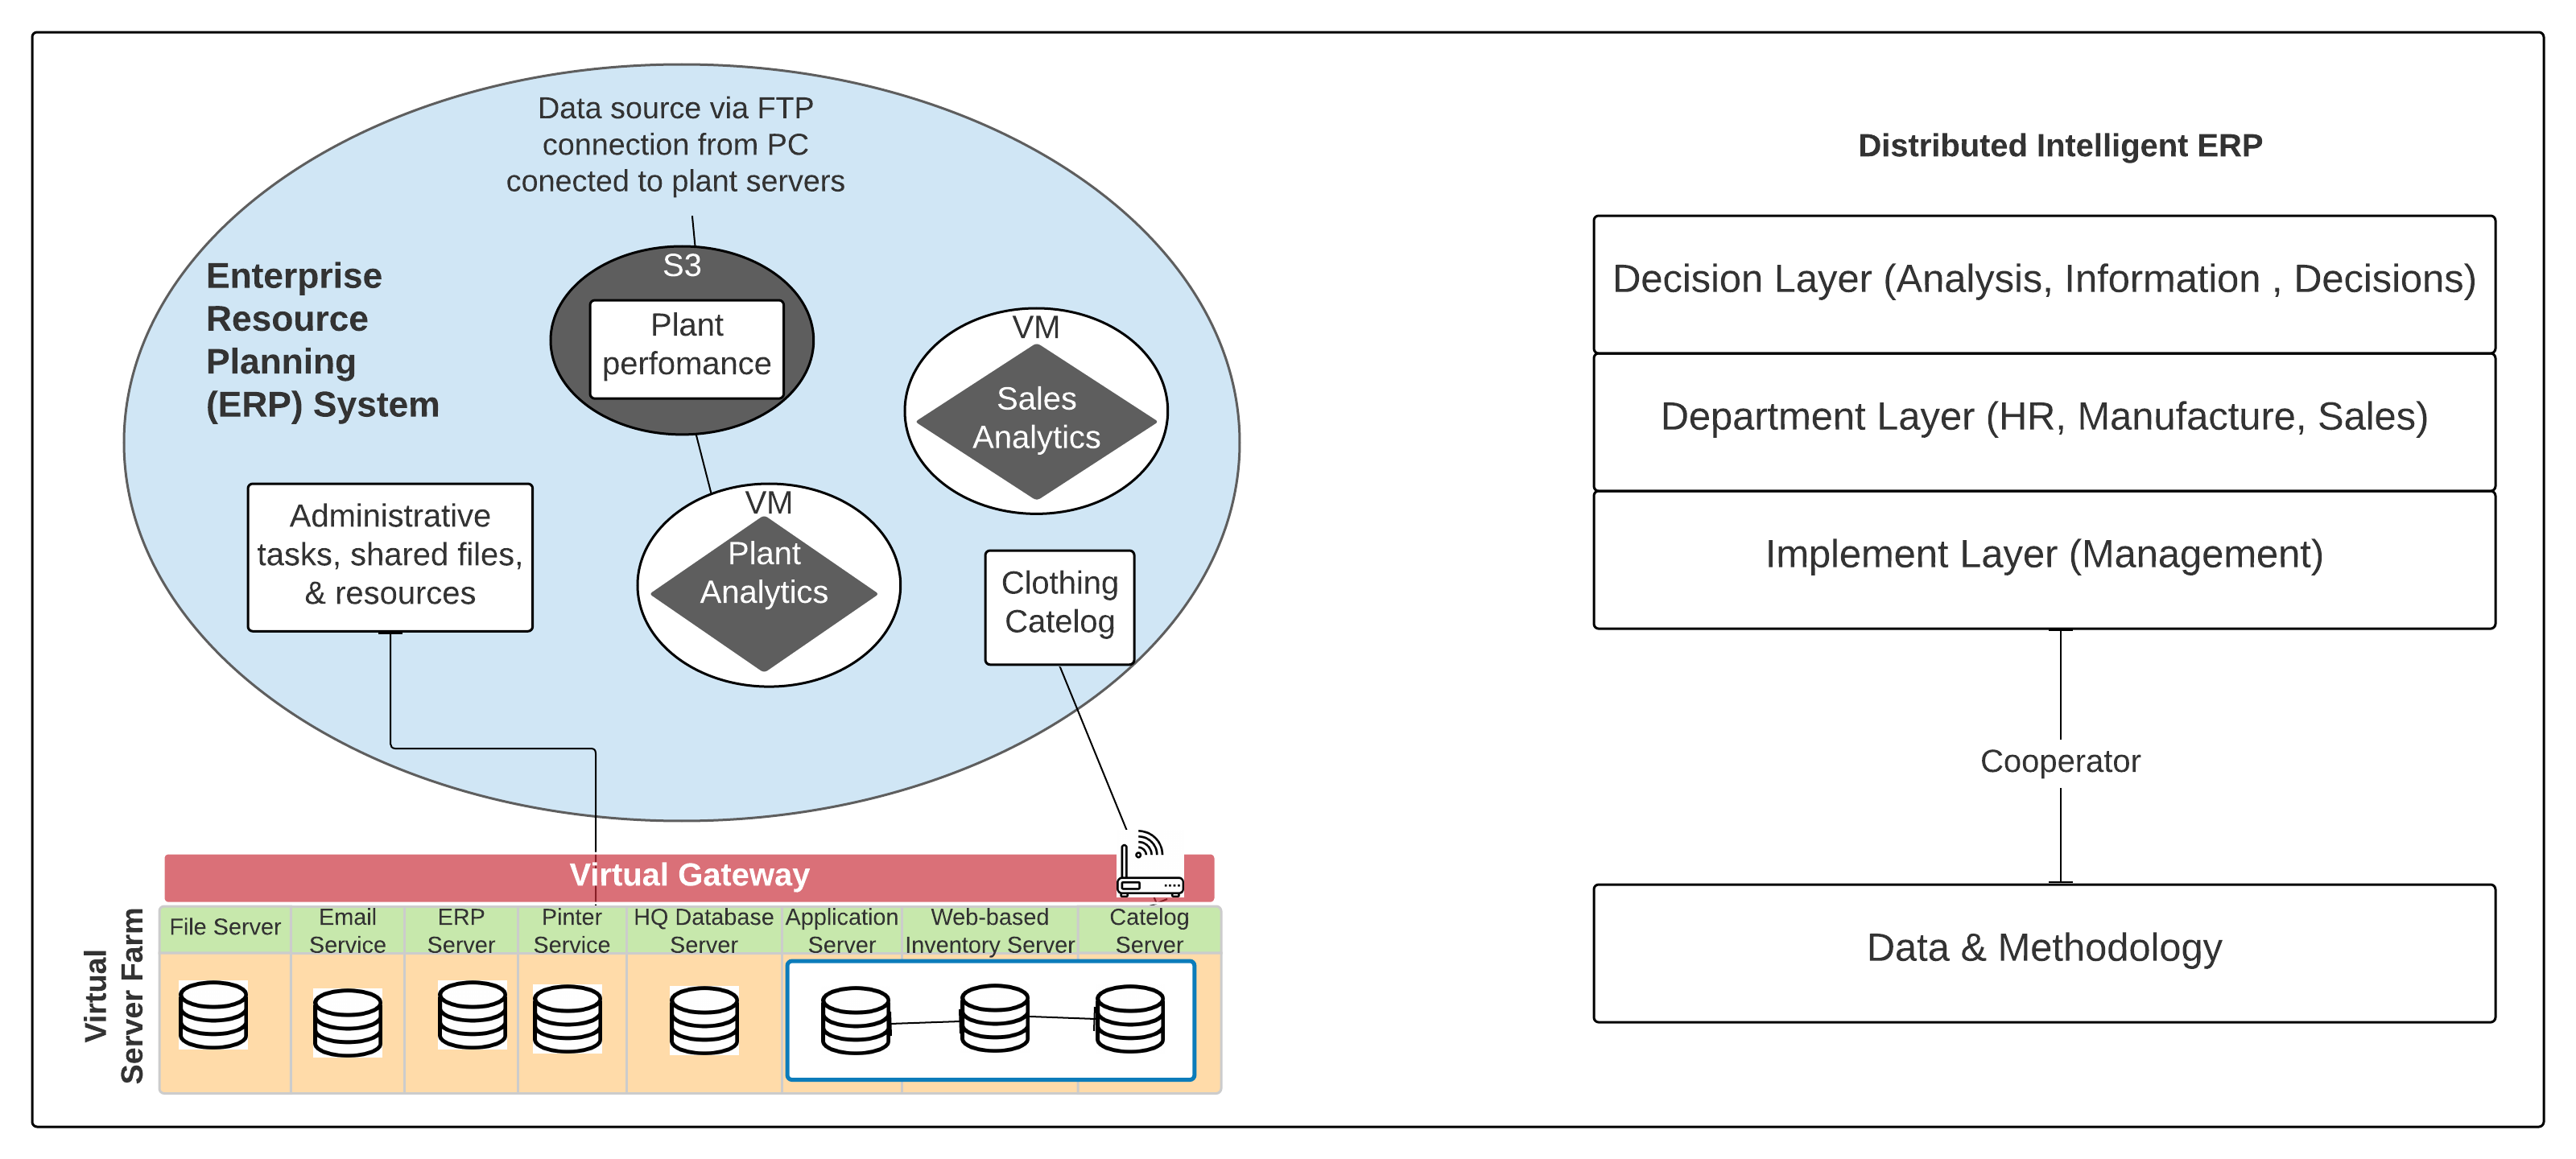 Data source via FTP
connection from PC
conected to plant servers
Enterprise
Resource
Planning
(ERP) System
S3
Plant
perfomance
VM
Sales
Analytics
Administrative
tasks, shared files,
& resources
VM
Plant
Analytics
Clothing
Catelog
Virtual Gateway
Virtual
Server Farm
File Server
Email
Service
ERP
Server
Pinter
Service
HQ Database
Server
Application
Server
Web-based
Inventory Server
Catelog
Server
Distributed Intelligent ERP
Decision Layer (Analysis, Information , Decisions)
Department Layer (HR, Manufacture, Sales)
Implement Layer (Management)
Cooperator
Data & Methodology